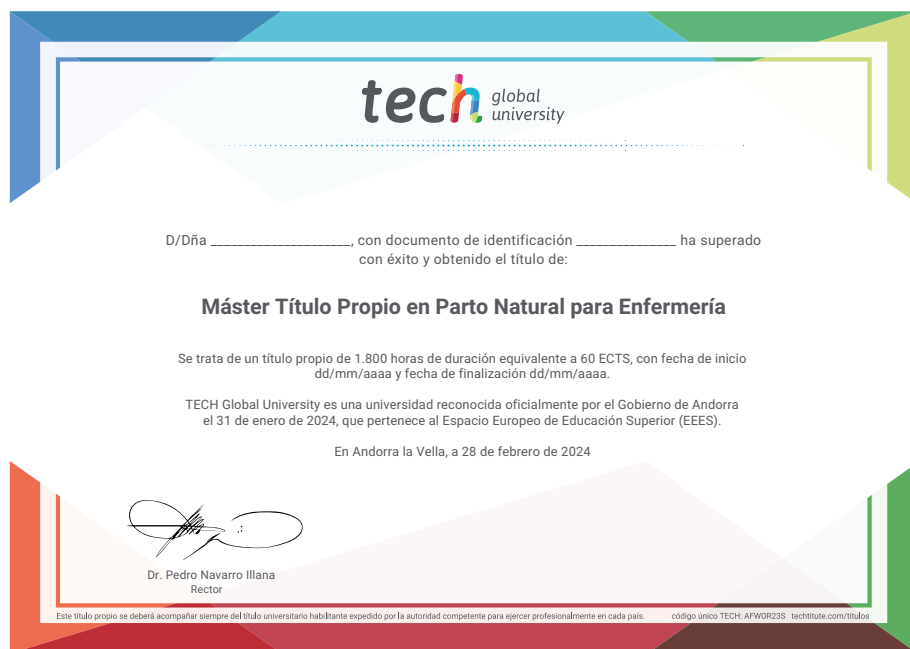 tech global university
D/Dña _____________________, con documento de identificación _______________ ha superado
con éxito y obtenido el título de:
Máster Título Propio en Parto Natural para Enfermería
Se trata de un título propio de 1.800 horas de duración equivalente a 60 ECTS, con fecha de inicio
dd/mm/aaaa y fecha de finalización dd/mm/aaaa.
TECH Global University es una universidad reconocida oficialmente por el Gobierno de Andorra
el 31 de enero de 2024, que pertenece al Espacio Europeo de Educación Superior (EEES).
En Andorra la Vella, a 28 de febrero de 2024
Dr. Pedro Navarro Illana
Rector
Este título propio se deberá acompañar siempre del título universitario habilitante expedido por la autoridad competente para ejercer profesionalmente en cada país. código único TECH: AFWOR23S techtitute.com/titulos